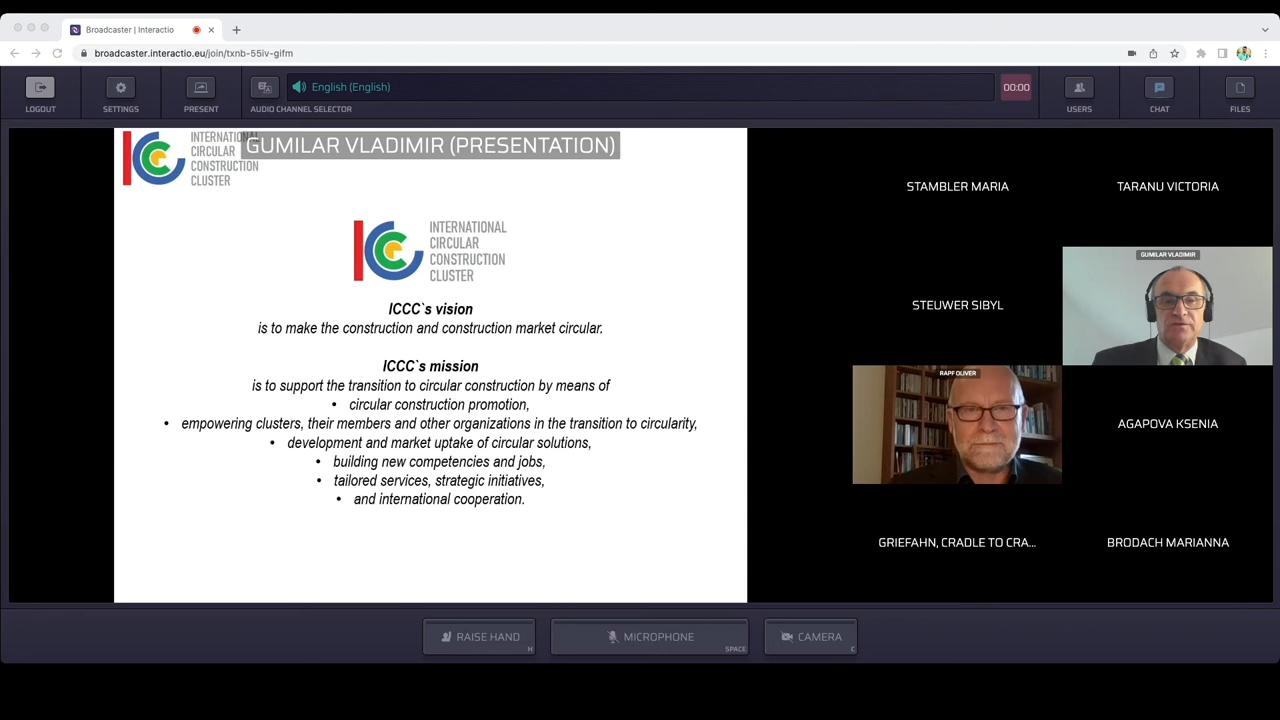 Broadcaster | Interactio
broadcaster.interactio.eu/join/txnb-55iv-gifm
English (English)
00:00
LOGOUT
SETTINGS
PRESENT
AUDIO CHANNEL SELECTOR
USERS
CHAT
FILES
INTERNATIONAL
CIRCULAR
CONSTRUCTION
CLUSTER
GUMILAR VLADIMIR (PRESENTATION)
INTERNATIONAL
CIRCULAR
CONSTRUCTION
CLUSTER
ICCC`s vision
is to make the construction and construction market circular.
ICCC`s mission
is to support the transition to circular construction by means of
• circular construction promotion,
• empowering clusters, their members and other organizations in the transition to circularity,
• development and market uptake of circular solutions,
• building new competencies and jobs,
• tailored services, strategic initiatives,
• and international cooperation.
STAMBLER MARIA
TARANU VICTORIA
STEUWER SIBYL
GUMILAR VLADIMIR
RAPF OLIVER
AGAPOVA KSENIA
GRIEFAHN, CRADLE TO CRA...
BRODACH MARIANNA
RAISE HAND
H
MICROPHONE
SPACE
CAMERA
C